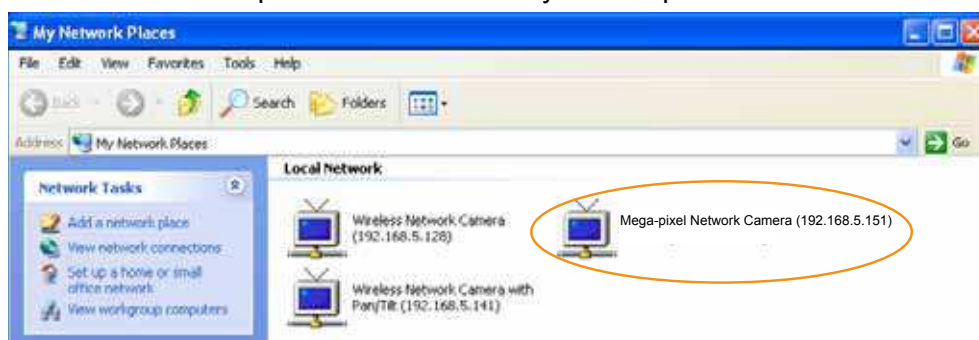 My Network Places
File Edit View Favorites Tools Help
Back Search Folders
Address My Network Places Go
Local Network
Network Tasks
Add a network place
View network connections
Set up a home or small
office network
View workgroup computers
Wireless Network Camera
(192.168.5.128)
Mega-pixel Network Camera (192.168.5.151)
Wireless Network Camera with
Pan/Tilt (192.168.5.141)